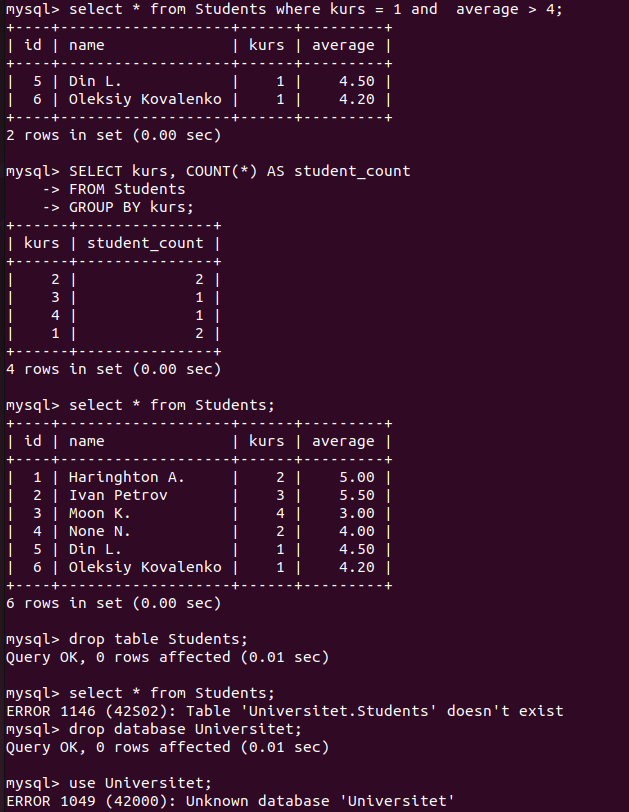 mysql> select * from Students where kurs = 1 and  average > 4;
+----+-------------------+------+---------+
| id | name              | kurs | average |
+----+-------------------+------+---------+
|  5 | Din L.            |    1 |    4.50 |
|  6 | Oleksiy Kovalenko |    1 |    4.20 |
+----+-------------------+------+---------+
2 rows in set (0.00 sec)

mysql> SELECT kurs, COUNT(*) AS student_count
    -> FROM Students
    -> GROUP BY kurs;
+------+---------------+
| kurs | student_count |
+------+---------------+
|    2 |             2 |
|    3 |             1 |
|    4 |             1 |
|    1 |             2 |
+------+---------------+
4 rows in set (0.00 sec)

mysql> select * from Students;
+----+-------------------+------+---------+
| id | name              | kurs | average |
+----+-------------------+------+---------+
|  1 | Haringhton A.     |    2 |    5.00 |
|  2 | Ivan Petrov       |    3 |    5.50 |
|  3 | Moon K.           |    4 |    3.00 |
|  4 | None N.           |    2 |    4.00 |
|  5 | Din L.            |    1 |    4.50 |
|  6 | Oleksiy Kovalenko |    1 |    4.20 |
+----+-------------------+------+---------+
6 rows in set (0.00 sec)

mysql> drop table Students;
Query OK, 0 rows affected (0.01 sec)

mysql> select * from Students;
ERROR 1146 (42S02): Table 'Universitet.Students' doesn't exist
mysql> drop database Universitet;
Query OK, 0 rows affected (0.01 sec)

mysql> use Universitet;
ERROR 1049 (42000): Unknown database 'Universitet'